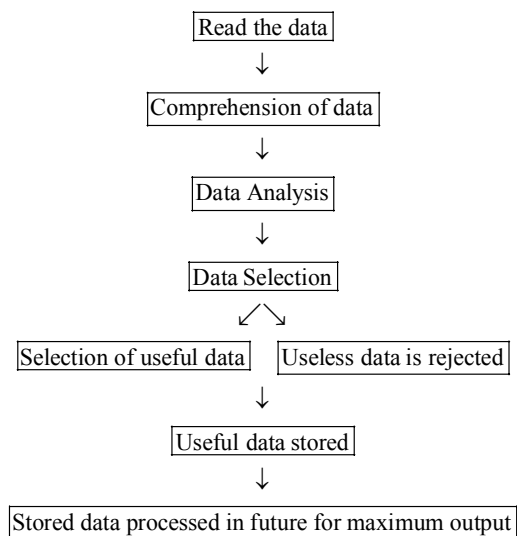 Read the data
Comprehension of data
Data Analysis
Data Selection
Selection of useful data
Useless data is rejected
Useful data stored
Stored data processed in future for maximum output